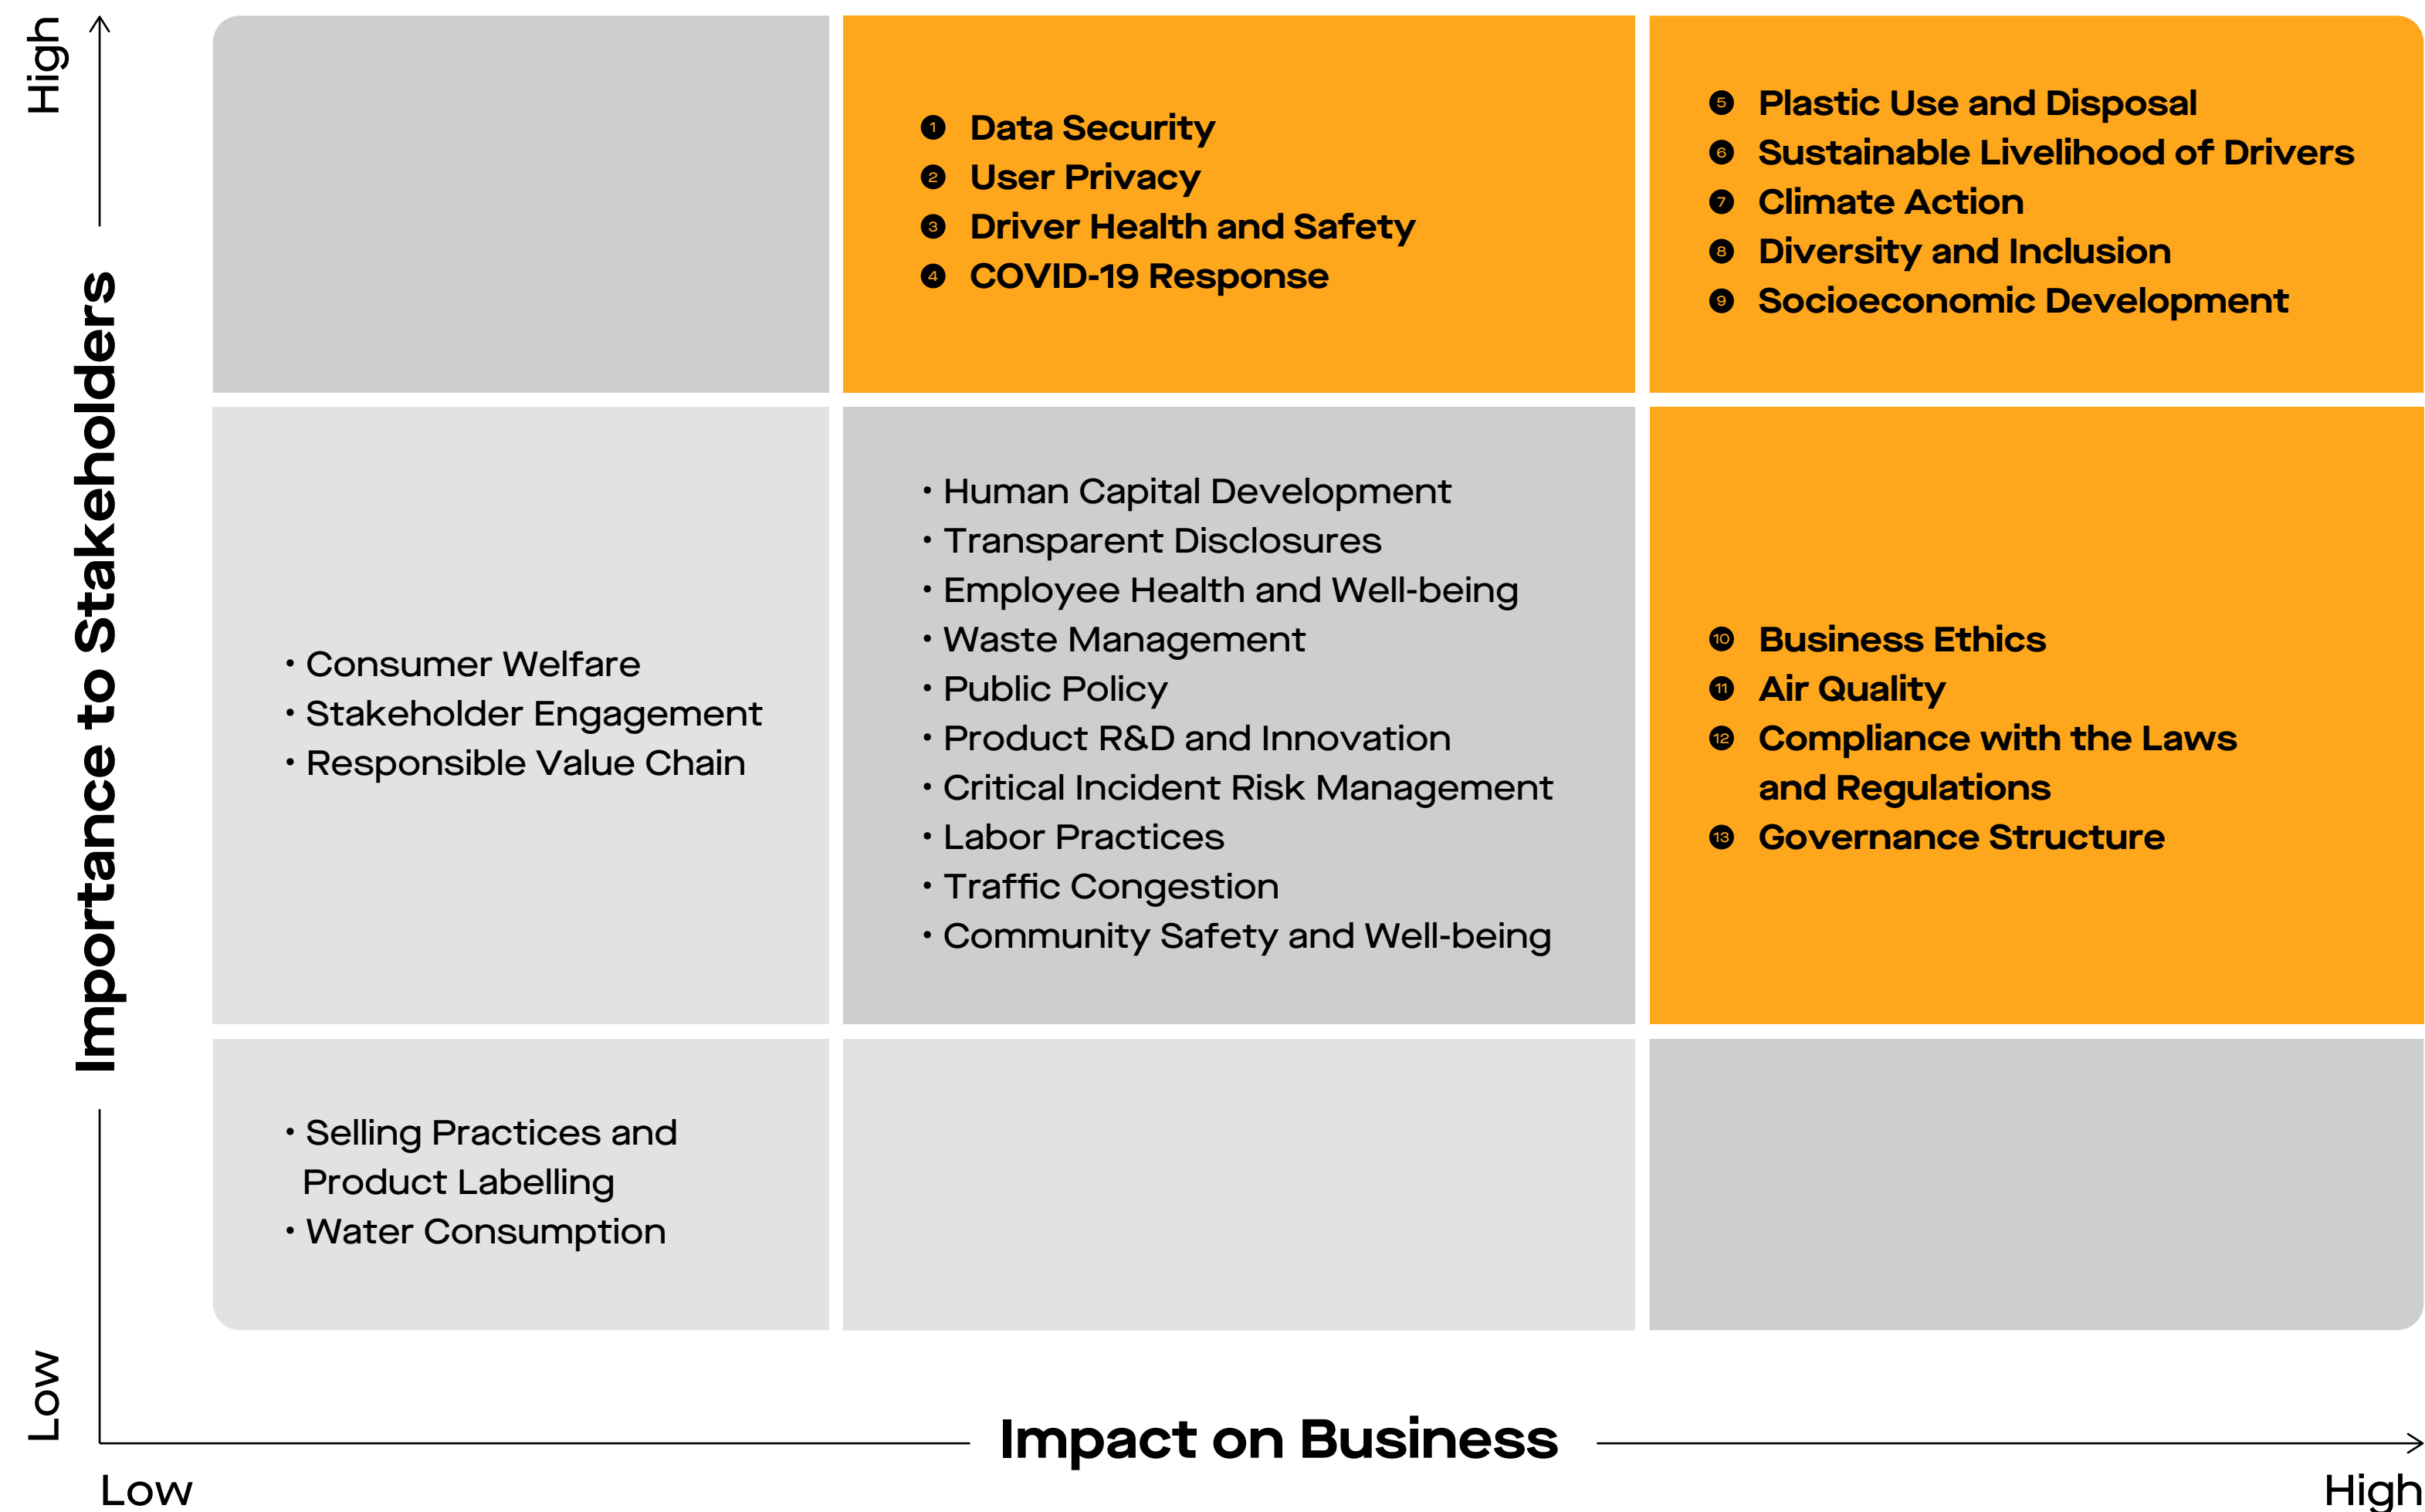 High
Importance to Stakeholders
Low
1 Data Security
2 User Privacy
3 Driver Health and Safety
4 COVID-19 Response
5 Plastic Use and Disposal
6 Sustainable Livelihood of Drivers
7 Climate Action
8 Diversity and Inclusion
9 Socioeconomic Development
• Consumer Welfare
• Stakeholder Engagement
• Responsible Value Chain
• Human Capital Development
• Transparent Disclosures
• Employee Health and Well-being
• Waste Management
• Public Policy
• Product R&D and Innovation
• Critical Incident Risk Management
• Labor Practices
• Traffic Congestion
• Community Safety and Well-being
10 Business Ethics
11 Air Quality
12 Compliance with the Laws
and Regulations
13 Governance Structure
• Selling Practices and
Product Labelling
• Water Consumption
Impact on Business
Low
High